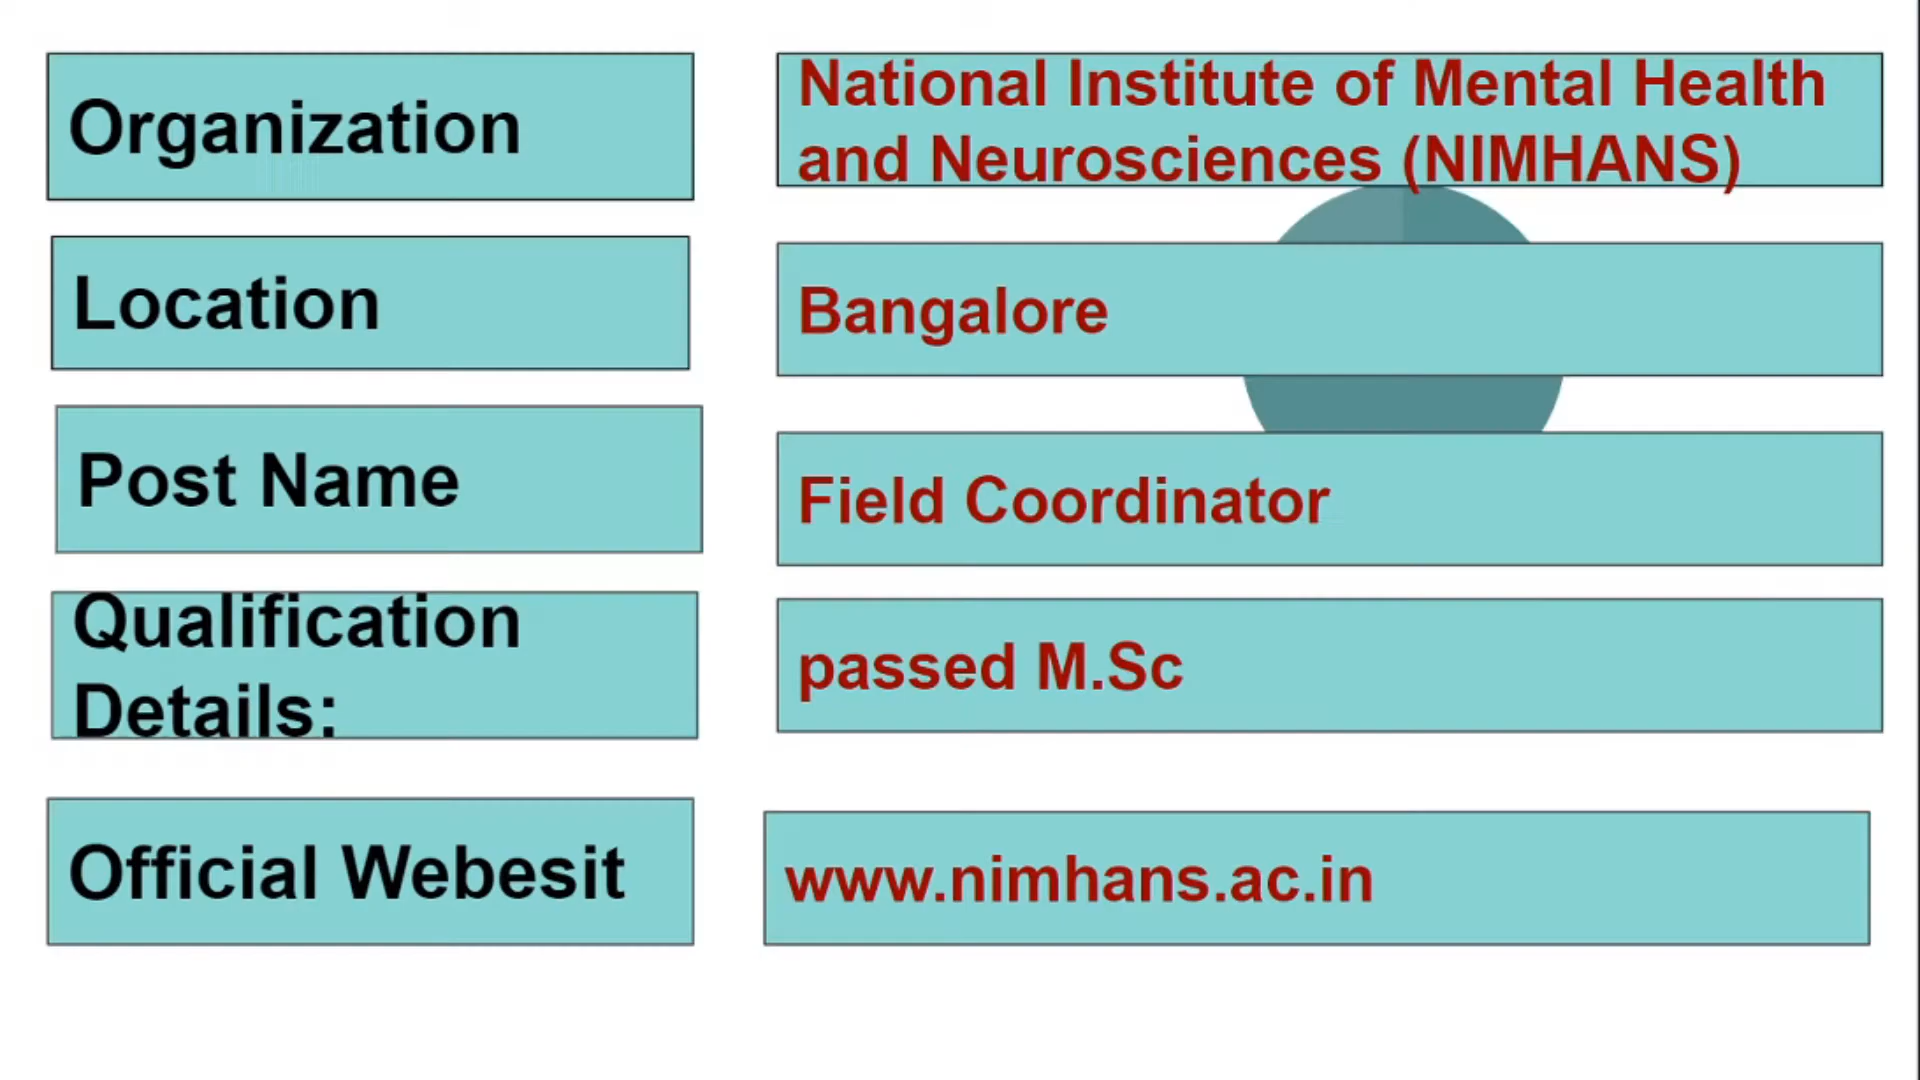 Organization
National Institute of Mental Health
and Neurosciences (NIMHANS)
Location
Bangalore
Post Name
Field Coordinator
Qualification
Details:
passed M.Sc
Official Webesit
www.nimhans.ac.in